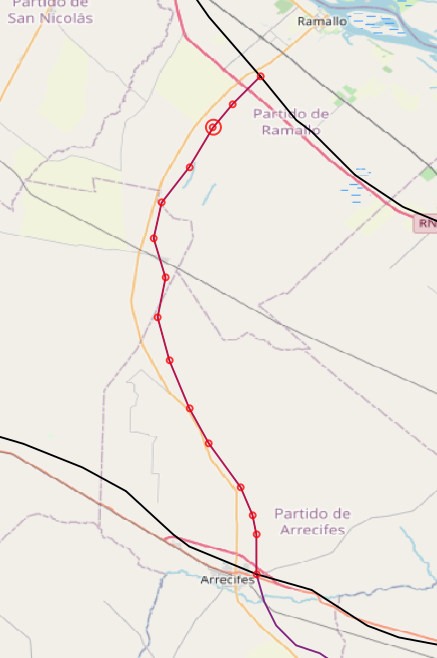 Partido de
San Nicolás
Ramallo
Partido de
Ramallo
RN
Partido de
Arrecifes
Arrecifes